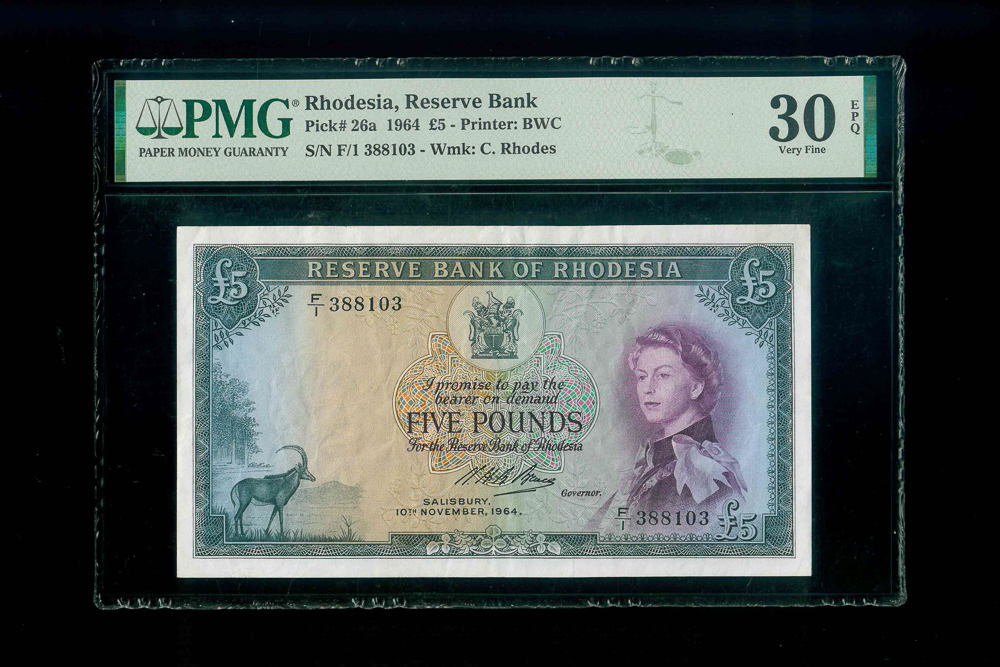 PMG®
PAPER MONEY GUARANTY
Rhodesia, Reserve Bank
Pick# 26a 1964 £5 - Printer: BWC
S/N F/1 388103 - Wmk: C. Rhodes
30
EPQ
Very Fine
£5
RESERVE BANK OF RHODESIA
£5
F/1 388103
I promise to pay the
bearer on demand
FIVE POUNDS
For the Reserve Bank of Rhodesia
Governor.
SALISBURY,
10TH NOVEMBER, 1964.
F/1 388103
£5